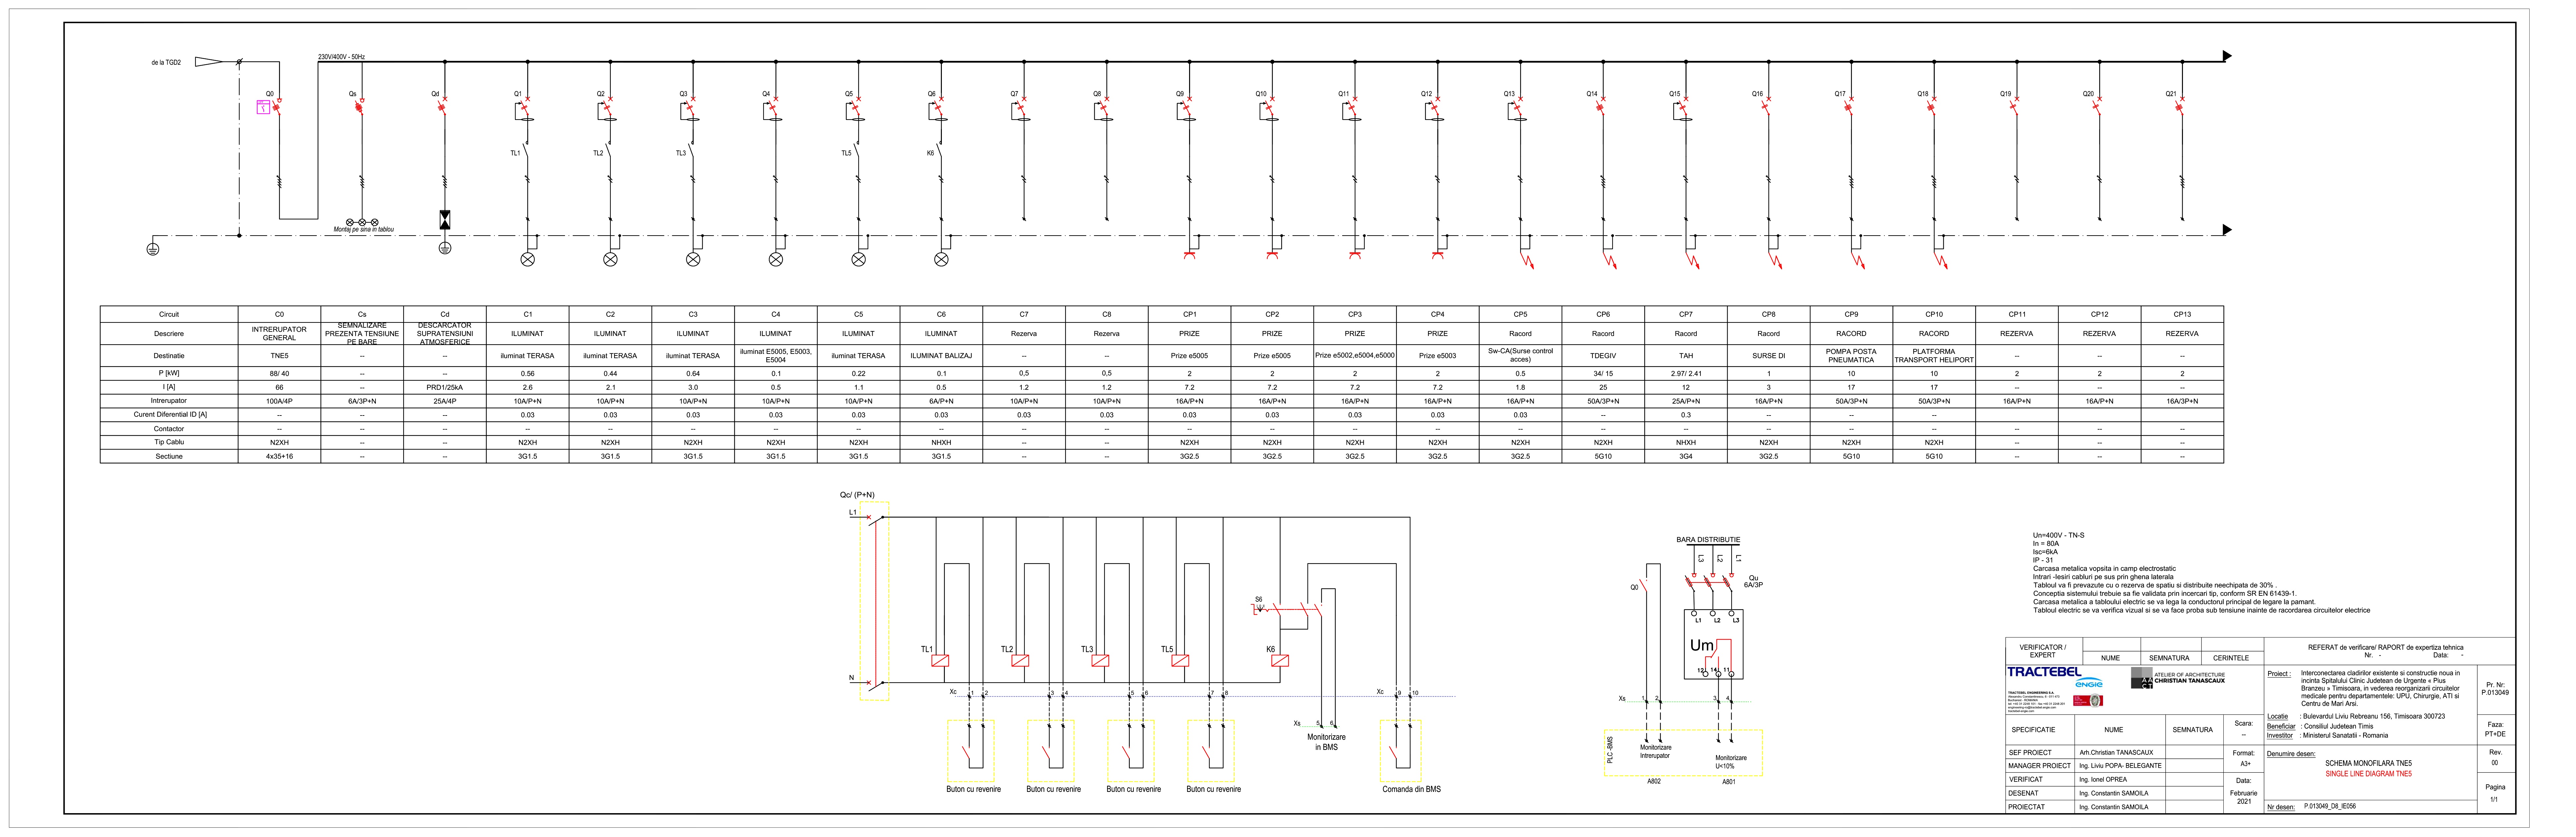 230V/400V - 50Hz
de la TGD2
Q0 Qs Qd Q1 Q2 Q3 Q4 Q5 Q6 Q7 Q8 Q9 Q10 Q11 Q12 Q13 Q14 Q15 Q16 Q17 Q18 Q19 Q20 Q21
TL1 TL2 TL3 TL5 K6
Montaj pe sina in tablou
Circuit C0 Cs Cd C1 C2 C3 C4 C5 C6 C7 C8 CP1 CP2 CP3 CP4 CP5 CP6 CP7 CP8 CP9 CP10 CP11 CP12 CP13
Descriere INTRERUPATOR GENERAL SEMNALIZARE PREZENTA TENSIUNE PE BARE DESCARCATOR SUPRATENSIUNI ATMOSFERICE ILUMINAT ILUMINAT ILUMINAT ILUMINAT ILUMINAT ILUMINAT Rezerva Rezerva PRIZE PRIZE PRIZE PRIZE Racord Racord Racord Racord RACORD RACORD REZERVA REZERVA REZERVA
Destinatie TNE5 -- -- iluminat TERASA iluminat TERASA iluminat TERASA iluminat E5005, E5003, E5004 iluminat TERASA ILUMINAT BALIZAJ -- -- Prize e5005 Prize e5005 Prize e5002,e5004,e5000 Prize e5003 Sw-CA(Surse control acces) TDEGIV TAH SURSE DI POMPA POSTA PNEUMATICA PLATFORMA TRANSPORT HELIPORT -- -- --
P [kW] 88/ 40 -- -- 0.56 0.44 0.64 0.1 0.22 0.1 0,5 0,5 2 2 2 2 0.5 34/ 15 2.97/ 2.41 1 10 10 2 2 2
I [A] 66 -- PRD1/25kA 2.6 2.1 3.0 0.5 1.1 0.5 1.2 1.2 7.2 7.2 7.2 7.2 1.8 25 12 3 17 17 -- -- --
Intrerupator 100A/4P 6A/3P+N 25A/4P 10A/P+N 10A/P+N 10A/P+N 10A/P+N 10A/P+N 6A/P+N 10A/P+N 10A/P+N 16A/P+N 16A/P+N 16A/P+N 16A/P+N 16A/P+N 50A/3P+N 25A/P+N 16A/P+N 50A/3P+N 50A/3P+N 16A/P+N 16A/P+N 16A/3P+N
Curent Diferential ID [A] -- -- -- 0.03 0.03 0.03 0.03 0.03 0.03 0.03 0.03 0.03 0.03 0.03 0.03 0.03 -- 0.3 -- -- --
Contactor -- -- -- -- -- -- -- -- -- -- -- -- -- -- -- -- -- -- -- -- -- -- -- --
Tip Cablu N2XH -- -- N2XH N2XH N2XH N2XH N2XH NHXH -- -- N2XH N2XH N2XH N2XH N2XH N2XH NHXH N2XH N2XH N2XH -- -- --
Sectiune 4x35+16 -- -- 3G1.5 3G1.5 3G1.5 3G1.5 3G1.5 3G1.5 -- -- 3G2.5 3G2.5 3G2.5 3G2.5 3G2.5 5G10 3G4 3G2.5 5G10 5G10 -- -- --
Qc/ (P+N)
L1
S6
TL1 TL2 TL3 TL5 K6
N
Xc 1 2 3 4 5 6 7 8 Xc 9 10
Xs 5 6
Monitorizare
in BMS
Buton cu revenire Buton cu revenire Buton cu revenire Buton cu revenire Comanda din BMS
BARA DISTRIBUTIE
L3 L2 L1
Qu
6A/3P
Q0
L1 L2 L3
Um
12 14 11
Xs 1 2 3 4
PLC -BMS
Monitorizare
Intrerupator
Monitorizare
U<10%
A802 A801
Un=400V - TN-S
In = 80A
Isc=6kA
IP - 31
Carcasa metalica vopsita in camp electrostatic
Intrari -Iesiri cabluri pe sus prin ghena laterala
Tabloul va fi prevazute cu o rezerva de spatiu si distribuite neechipata de 30% .
Conceptia sistemului trebuie sa fie validata prin incercari tip, conform SR EN 61439-1.
Carcasa metalica a tabloului electric se va lega la conductorul principal de legare la pamant.
Tabloul electric se va verifica vizual si se va face proba sub tensiune inainte de racordarea circuitelor electrice
VERIFICATOR /
EXPERT
NUME SEMNATURA CERINTELE
REFERAT de verificare/ RAPORT de expertiza tehnica
Nr. - Data: -
TRACTEBEL
ENGIE
ATELIER OF ARCHITECTURE
CHRISTIAN TANASCAUX
TRACTEBEL ENGINEERING S.A
Proiect : Interconectarea cladirilor existente si constructie noua in
incinta Spitalului Clinic Judetean de Urgente « Pius
Branzeu » Timisoara, in vederea reorganizarii circuitelor
medicale pentru departamentele: UPU, Chirurgie, ATI si
Centru de Mari Arsi.
Pr. Nr:
P.013049
Locatie : Bulevardul Liviu Rebreanu 156, Timisoara 300723
Beneficiar : Consiliul Judetean Timis
Investitor : Ministerul Sanatatii - Romania
Faza:
PT+DE
SPECIFICATIE NUME SEMNATURA
Scara:
--
SEF PROIECT Arh.Christian TANASCAUX
MANAGER PROIECT Ing. Liviu POPA- BELEGANTE
VERIFICAT Ing. Ionel OPREA
DESENAT Ing. Constantin SAMOILA
PROIECTAT Ing. Constantin SAMOILA
Format:
A3+
Data:
Februarie
2021
Denumire desen:
SCHEMA MONOFILARA TNE5
SINGLE LINE DIAGRAM TNE5
Rev.
00
Pagina
1/1
Nr desen: P.013049_D8_IE056